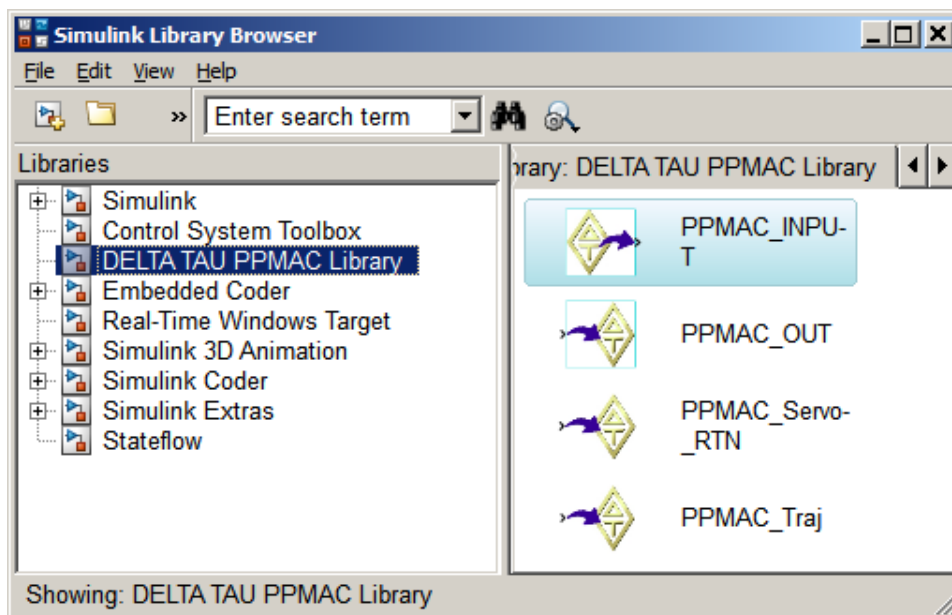 Simulink Library Browser
File Edit View Help
» Enter search term
Libraries
Simulink
Control System Toolbox
DELTA TAU PPMAC Library
Embedded Coder
Real-Time Windows Target
Simulink 3D Animation
Simulink Coder
Simulink Extras
Stateflow
brary: DELTA TAU PPMAC Library
PPMAC_INPU-
T
PPMAC_OUT
PPMAC_Servo-
_RTN
PPMAC_Traj
Showing: DELTA TAU PPMAC Library